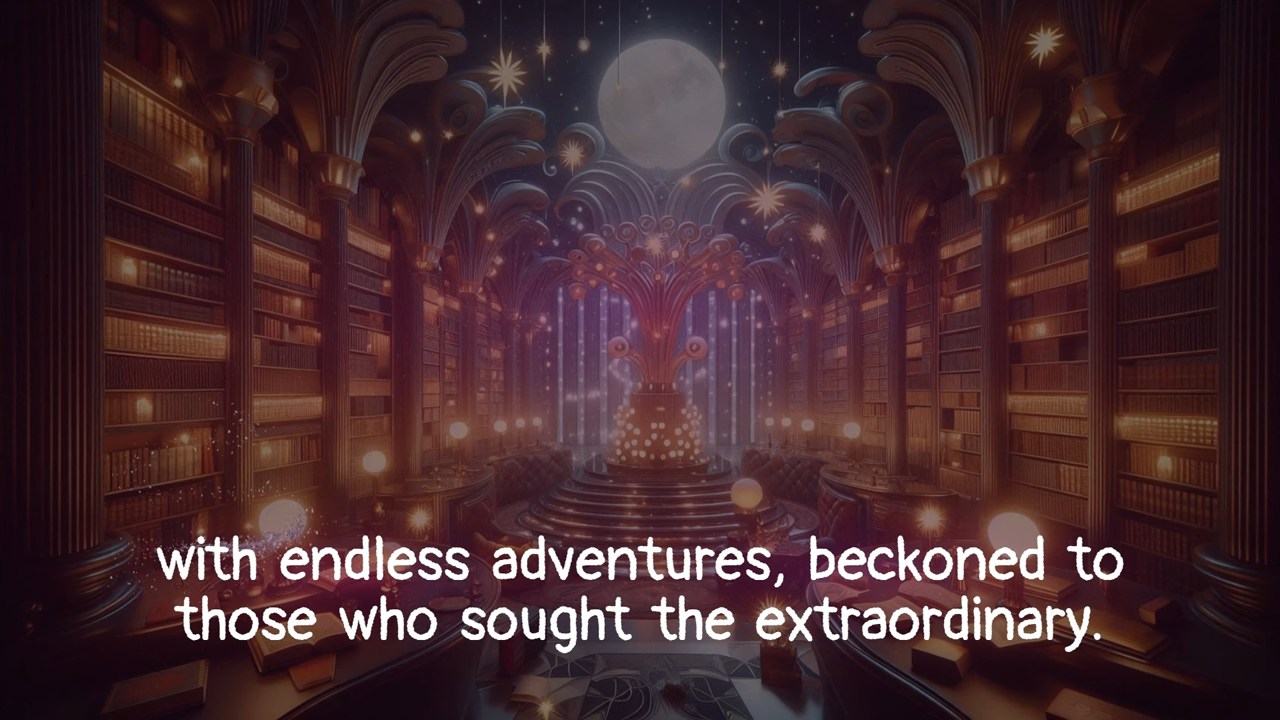 with endless adventures, beckoned to
those who sought the extraordinary.